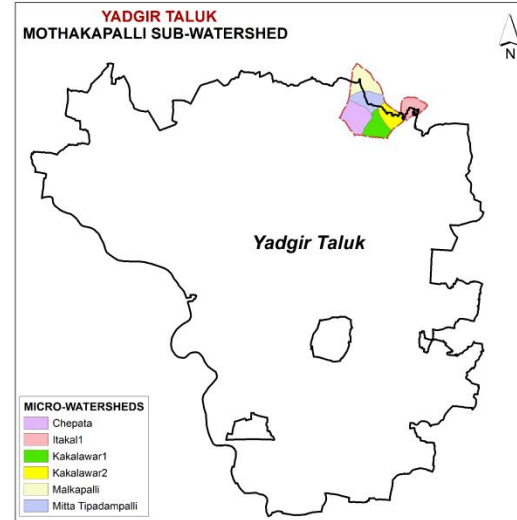 YADGIR TALUK
MOTHAKAPALLI SUB-WATERSHED
N
Yadgir Taluk
MICRO-WATERSHEDS
Chepata
Itakal1
Kakalawar1
Kakalawar2
Malkapalli
Mitta Tipadampalli